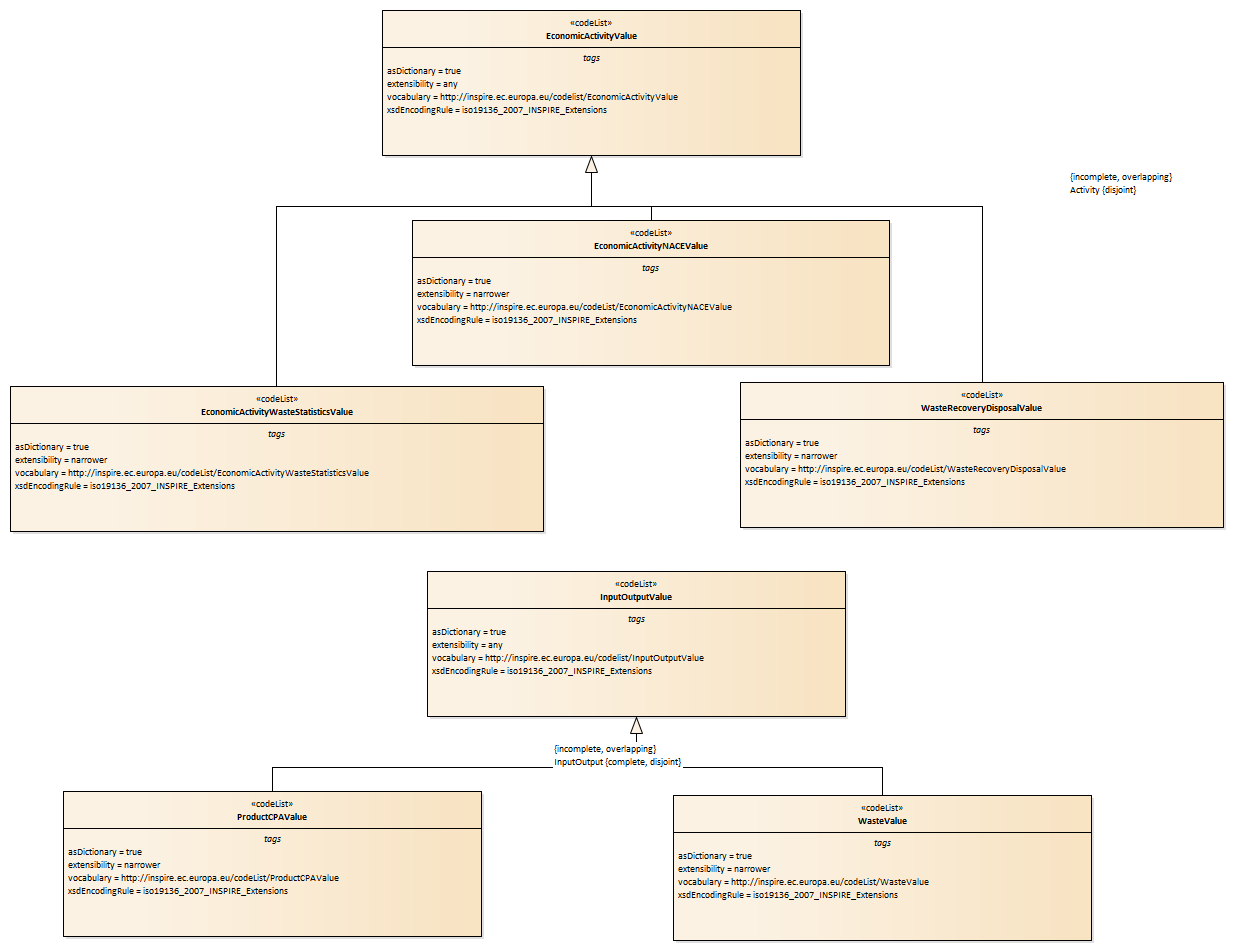 «codeList»
EconomicActivityValue
tags
asDictionary = true
extensibility = any
vocabulary = http://inspire.ec.europa.eu/codelist/EconomicActivityValue
xsdEncodingRule = iso19136_2007_INSPIRE_Extensions
{incomplete, overlapping}
Activity {disjoint}
«codeList»
EconomicActivityNACEValue
tags
asDictionary = true
extensibility = narrower
vocabulary = http://inspire.ec.europa.eu/codeList/EconomicActivityNACEValue
xsdEncodingRule = iso19136_2007_INSPIRE_Extensions
«codeList»
EconomicActivityWasteStatisticsValue
tags
asDictionary = true
extensibility = narrower
vocabulary = http://inspire.ec.europa.eu/codeList/EconomicActivityWasteStatisticsValue
xsdEncodingRule = iso19136_2007_INSPIRE_Extensions
«codeList»
WasteRecoveryDisposalValue
tags
asDictionary = true
extensibility = narrower
vocabulary = http://inspire.ec.europa.eu/codeList/WasteRecoveryDisposalValue
xsdEncodingRule = iso19136_2007_INSPIRE_Extensions
«codeList»
InputOutputValue
tags
asDictionary = true
extensibility = any
vocabulary = http://inspire.ec.europa.eu/codelist/InputOutputValue
xsdEncodingRule = iso19136_2007_INSPIRE_Extensions
{incomplete, overlapping}
InputOutput {complete, disjoint}
«codeList»
ProductCPAValue
tags
asDictionary = true
extensibility = narrower
vocabulary = http://inspire.ec.europa.eu/codeList/ProductCPAValue
xsdEncodingRule = iso19136_2007_INSPIRE_Extensions
«codeList»
WasteValue
tags
asDictionary = true
extensibility = narrower
vocabulary = http://inspire.ec.europa.eu/codeList/WasteValue
xsdEncodingRule = iso19136_2007_INSPIRE_Extensions